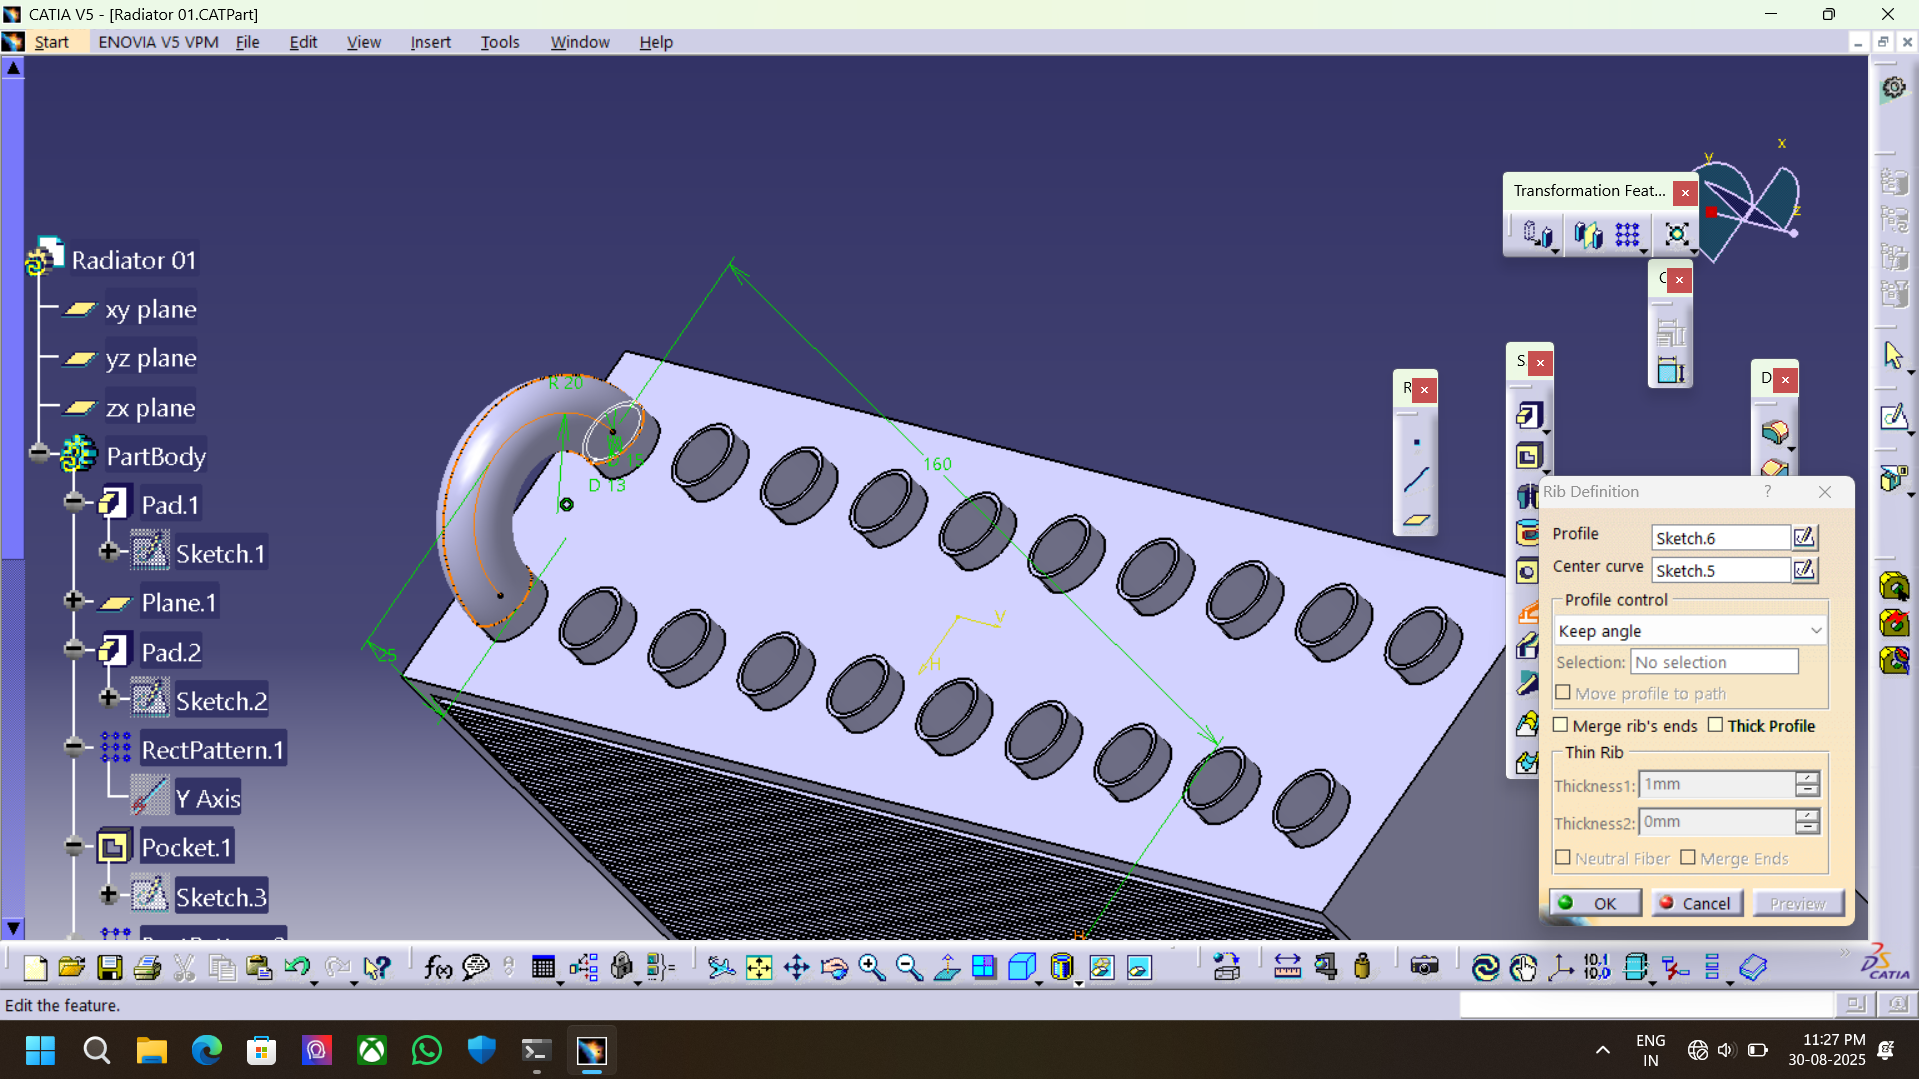 CATIA V5 - [Radiator 01.CATPart]
Start ENOVIA V5 VPM File Edit View Insert Tools Window Help
Radiator 01
xy plane
yz plane
zx plane
PartBody
Pad.1
Sketch.1
Plane.1
Pad.2
Sketch.2
RectPattern.1
Y Axis
Pocket.1
Sketch.3
R 20
D 13
160
25
V
H
H
y
x
z
Transformation Feat...
C
S
R
D
Rib Definition ?
Profile Sketch.6
Center curve Sketch.5
Profile control
Keep angle
Selection: No selection
Move profile to path
Merge rib's ends Thick Profile
Thin Rib
Thickness1: 1mm
Thickness2: 0mm
Neutral Fiber Merge Ends
OK Cancel Preview
f(x)
10,1
10,0
CATIA
Edit the feature.
ENG
IN
11:27 PM
30-08-2025